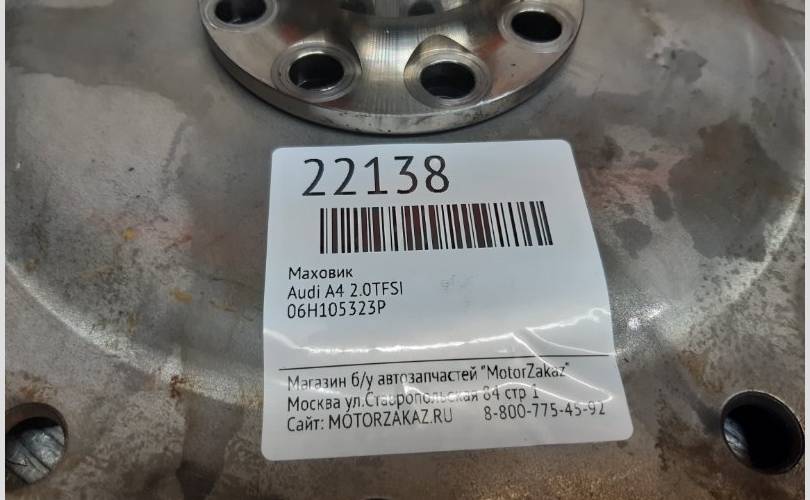 22138
Маховик
Audi A4 2.0TFSI
06H105323P
Магазин б/у автозапчастей "MotorZakaz"
Москва ул.Ставропольская 84 стр 1
Сайт: MOTORZAKAZ.RU 8-800-775-45-92